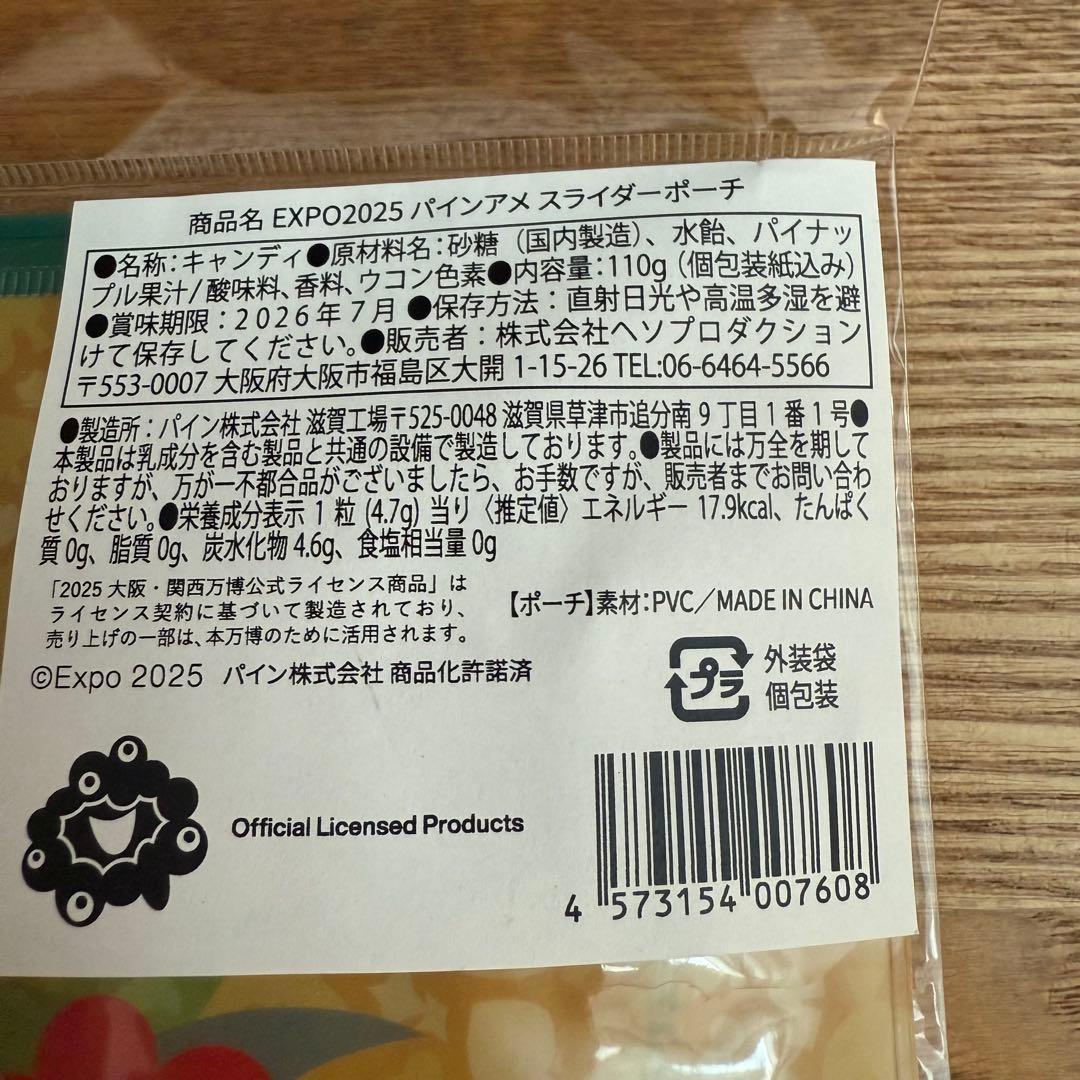 商品名 EXPO2025 パインアメ スライダーポーチ
●名称：キャンディ●原材料名：砂糖（国内製造）、水飴、パイナッ
プル果汁/酸味料、香料、ウコン色素●内容量：110g（個包装紙込み）
●賞味期限：2026年7月 ●保存方法：直射日光や高温多湿を避
けて保存してください。●販売者：株式会社ヘソプロダクション
〒553-0007 大阪府大阪市福島区大開 1-15-26 TEL:06-6464-5566
●製造所：パイン株式会社 滋賀工場〒525-0048 滋賀県草津市追分南９丁目１番１号●
本製品は乳成分を含む製品と共通の設備で製造しております。●製品には万全を期して
おりますが、万が一不都合品がございましたら、お手数ですが、販売者までお問い合わ
せください。●栄養成分表示 1 粒 (4.7g) 当り〈推定値〉エネルギー 17.9kcal、たんぱく
質 0g、脂質 0g、炭水化物 4.6g、食塩相当量 0g
「2025 大阪・関西万博公式ライセンス商品」は
ライセンス契約に基づいて製造されており、
売り上げの一部は、本万博のために活用されます。
【ポーチ】素材：PVC／MADE IN CHINA
©Expo 2025 パイン株式会社 商品化許諾済
プラ
外装袋
個包装
Official Licensed Products
4 573154 007608